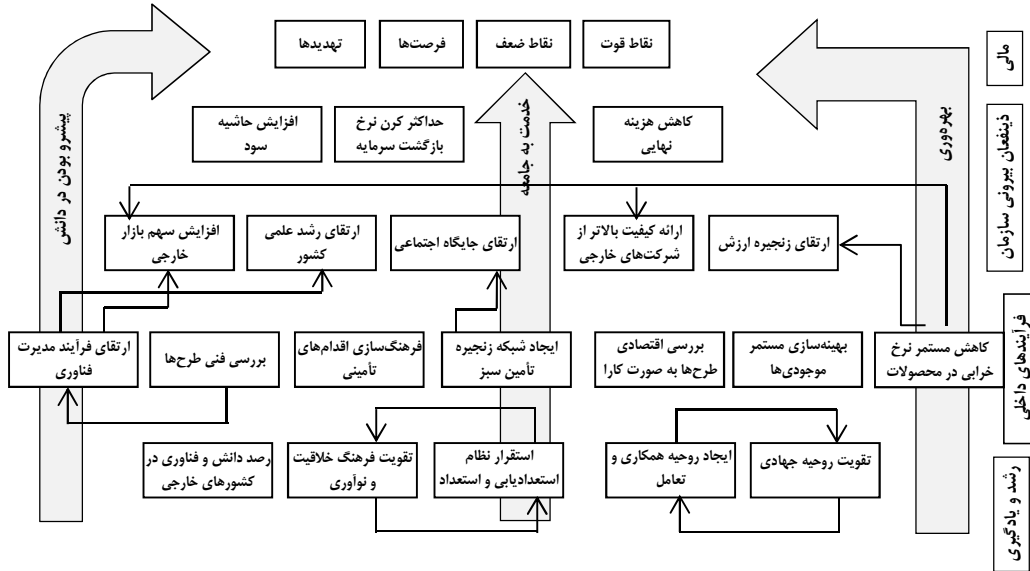 نقاط قوت
نقاط ضعف
فرصت‌ها
تهدیدها
مالی
کاهش هزینه
نهایی
حداکثر کرن نرخ
بازگشت سرمایه
افزایش حاشیه
سود
ذینفعان بیرونی سازمان
بهره‌وری
خدمت به جامعه
پیشرو بودن در دانش
ارتقای زنجیره ارزش
ارائه کیفیت بالاتر از
شرکت‌های خارجی
ارتقای جایگاه اجتماعی
ارتقای رشد علمی
کشور
افزایش سهم بازار
خارجی
فرآیندهای داخلی
کاهش مستمر نرخ
خرابی در محصولات
بهینه‌سازی مستمر
موجودی‌ها
بررسی اقتصادی
طرح‌ها به صورت کارا
ایجاد شبکه زنجیره
تأمین سبز
فرهنگ‌سازی اقدام‌های
تأمینی
بررسی فنی طرح‌ها
ارتقای فرآیند مدیرت
فناوری
رشد و یادگیری
تقویت روحیه جهادی
ایجاد روحیه همکاری و
تعامل
استقرار نظام
استعدادیابی و استعداد
تقویت فرهنگ خلاقیت
و نوآوری
رصد دانش و فناوری در
کشورهای خارجی